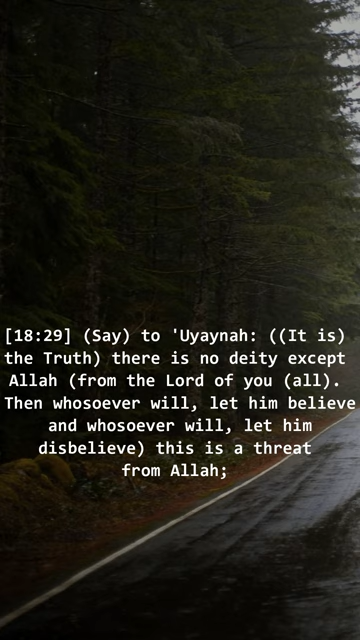 [18:29] (Say) to 'Uyaynah: ((It is)
the Truth) there is no deity except
Allah (from the Lord of you (all).
Then whosoever will, let him believe
and whosoever will, let him
disbelieve) this is a threat
from Allah;